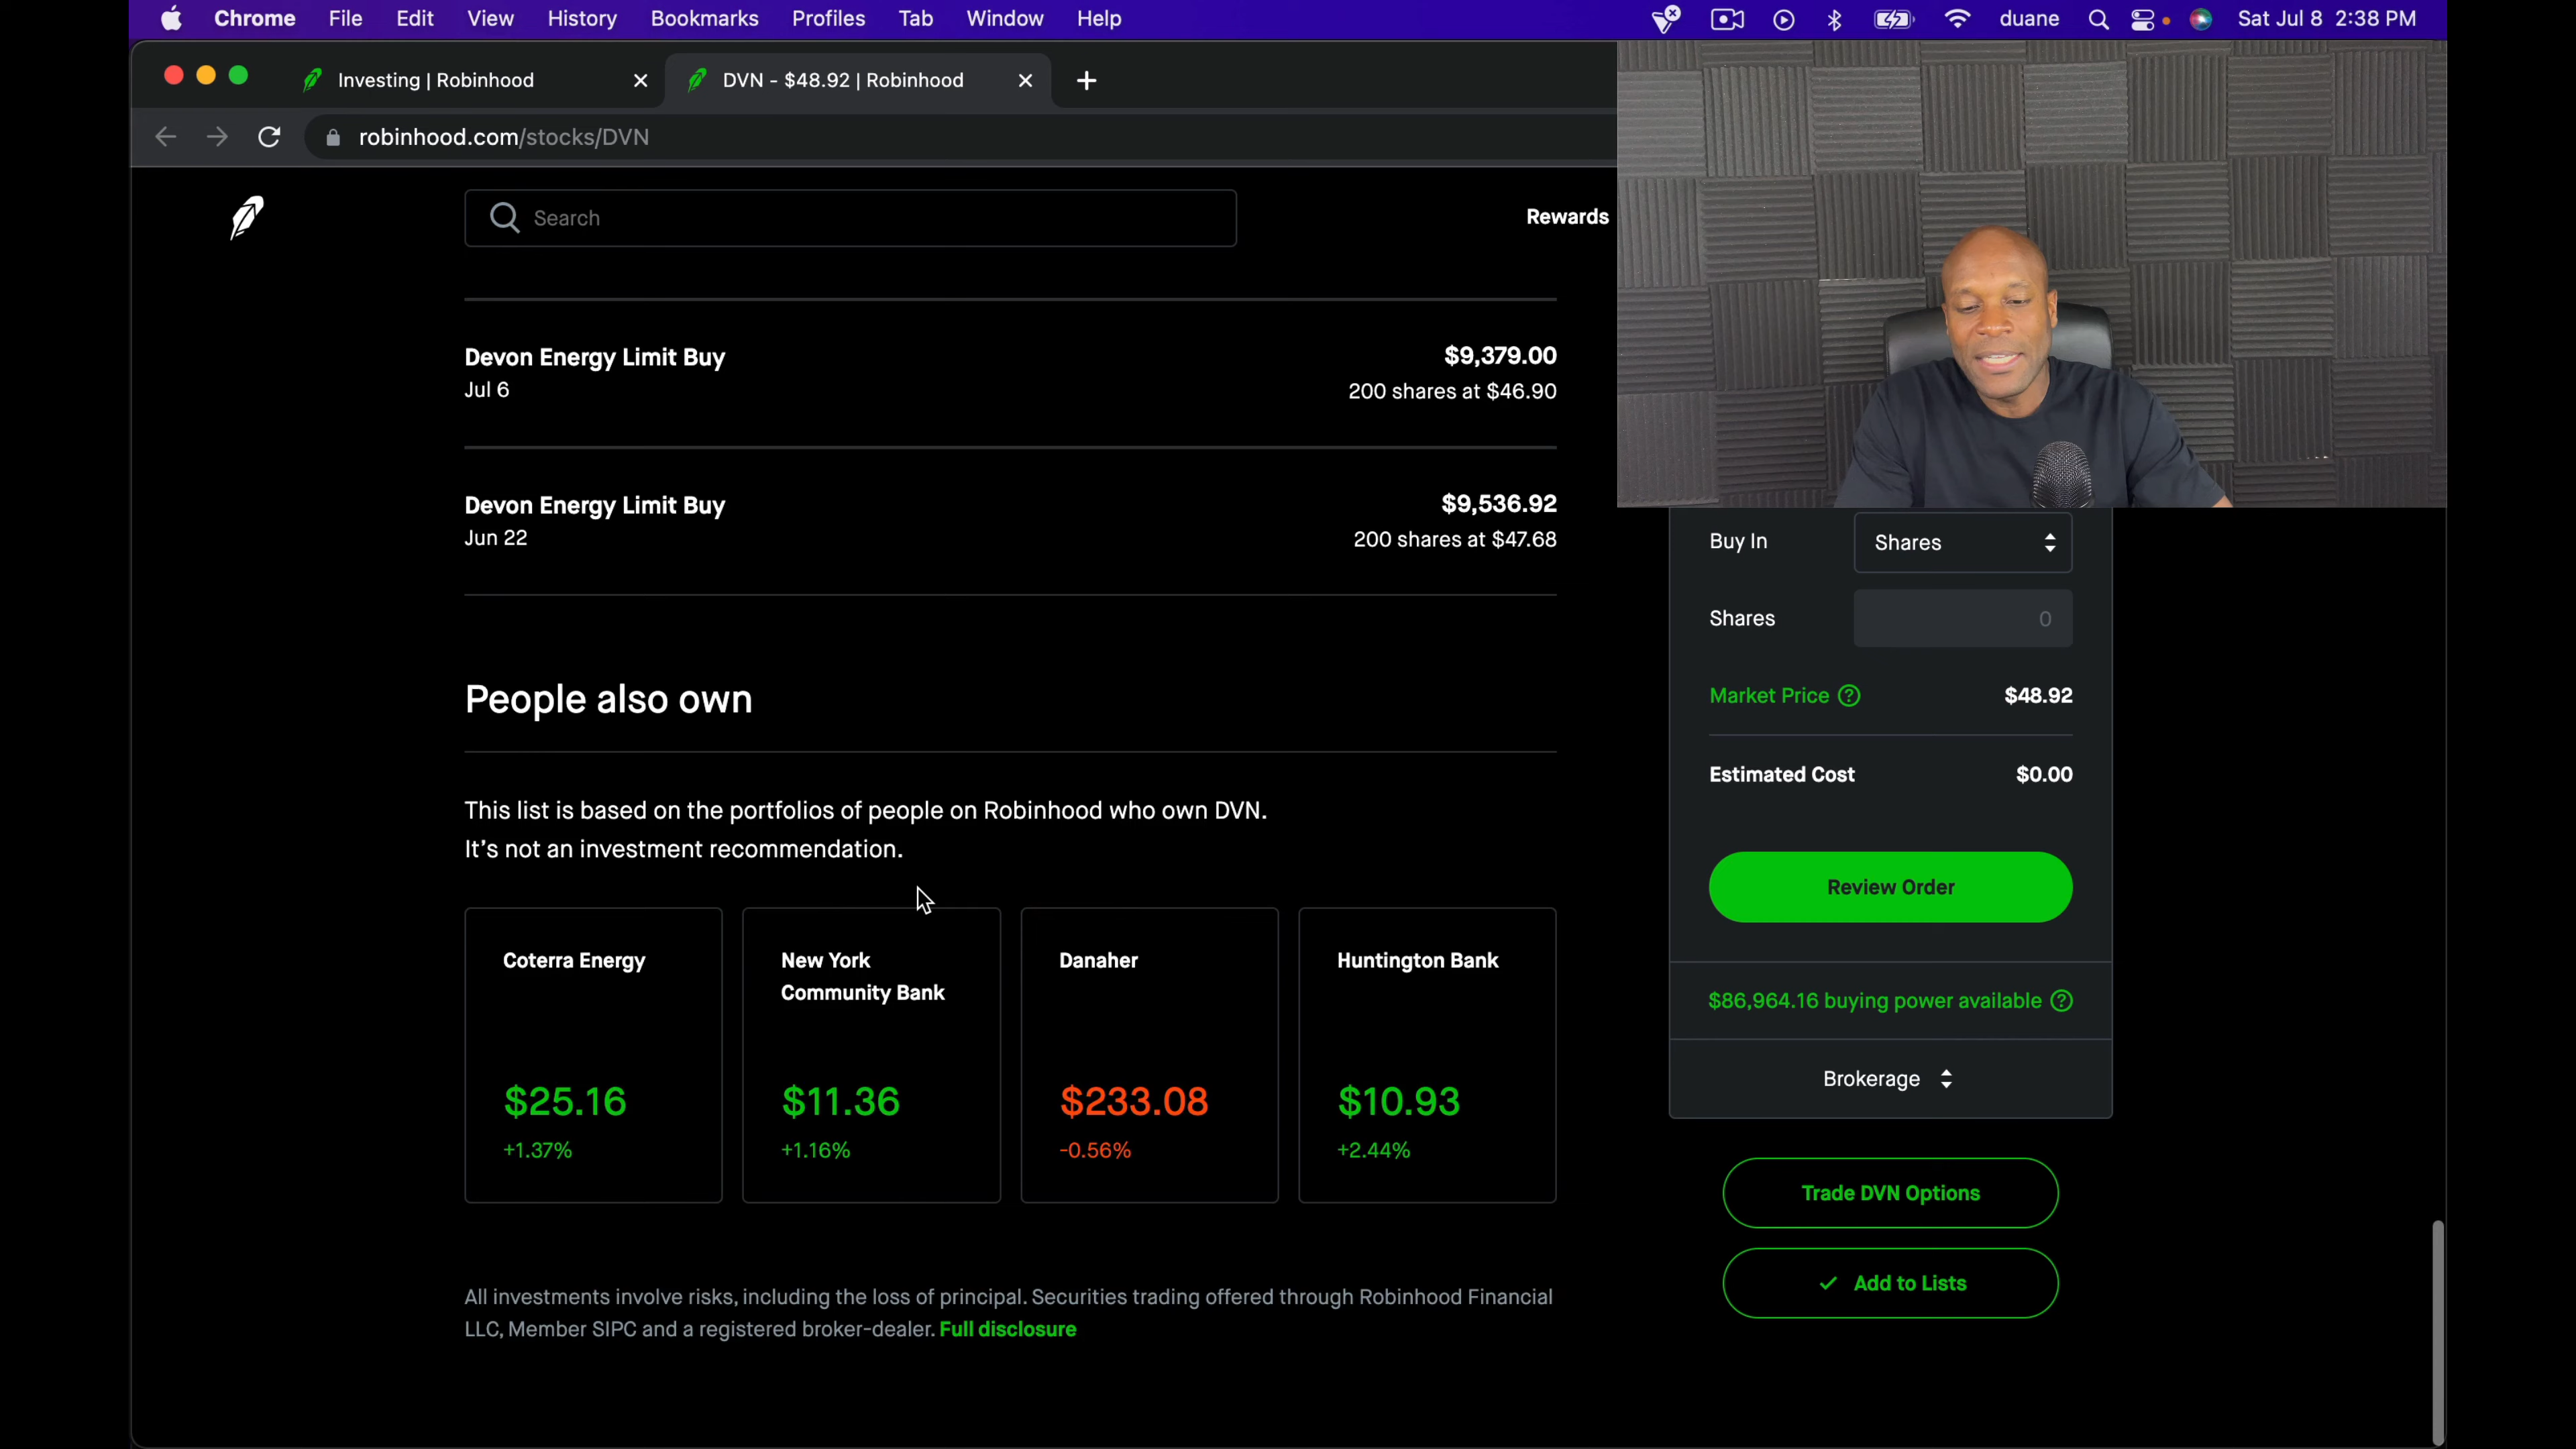 Chrome File Edit View History Bookmarks Profiles Tab Window Help duane Sat Jul 8 2:38 PM
Investing | Robinhood DVN - $48.92 | Robinhood
robinhood.com/stocks/DVN
Search Rewards
Devon Energy Limit Buy $9,379.00
Jul 6 200 shares at $46.90
Devon Energy Limit Buy $9,536.92
Jun 22 200 shares at $47.68
People also own
This list is based on the portfolios of people on Robinhood who own DVN.
It's not an investment recommendation.
Coterra Energy
$25.16
+1.37%
New York
Community Bank
$11.36
+1.16%
Danaher
$233.08
-0.56%
Huntington Bank
$10.93
+2.44%
All investments involve risks, including the loss of principal. Securities trading offered through Robinhood Financial
LLC, Member SIPC and a registered broker-dealer. Full disclosure
Buy In Shares
Shares 0
Market Price $48.92
Estimated Cost $0.00
Review Order
$86,964.16 buying power available
Brokerage
Trade DVN Options
Add to Lists